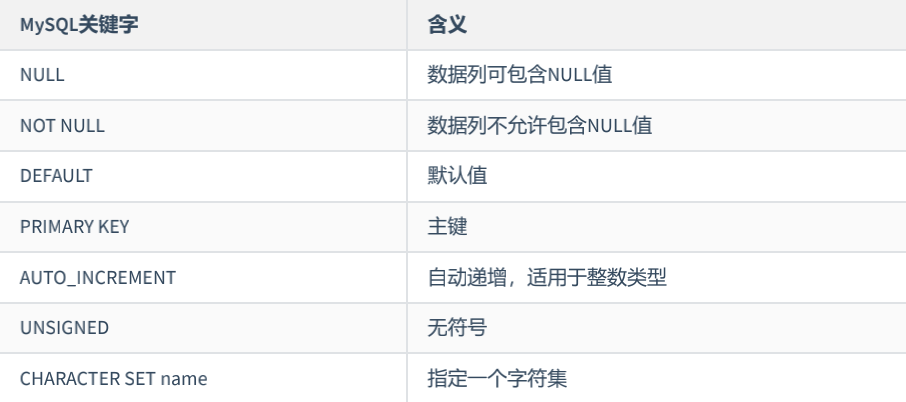 MySQL关键字 含义
NULL 数据列可包含NULL值
NOT NULL 数据列不允许包含NULL值
DEFAULT 默认值
PRIMARY KEY 主键
AUTO_INCREMENT 自动递增，适用于整数类型
UNSIGNED 无符号
CHARACTER SET name 指定一个字符集